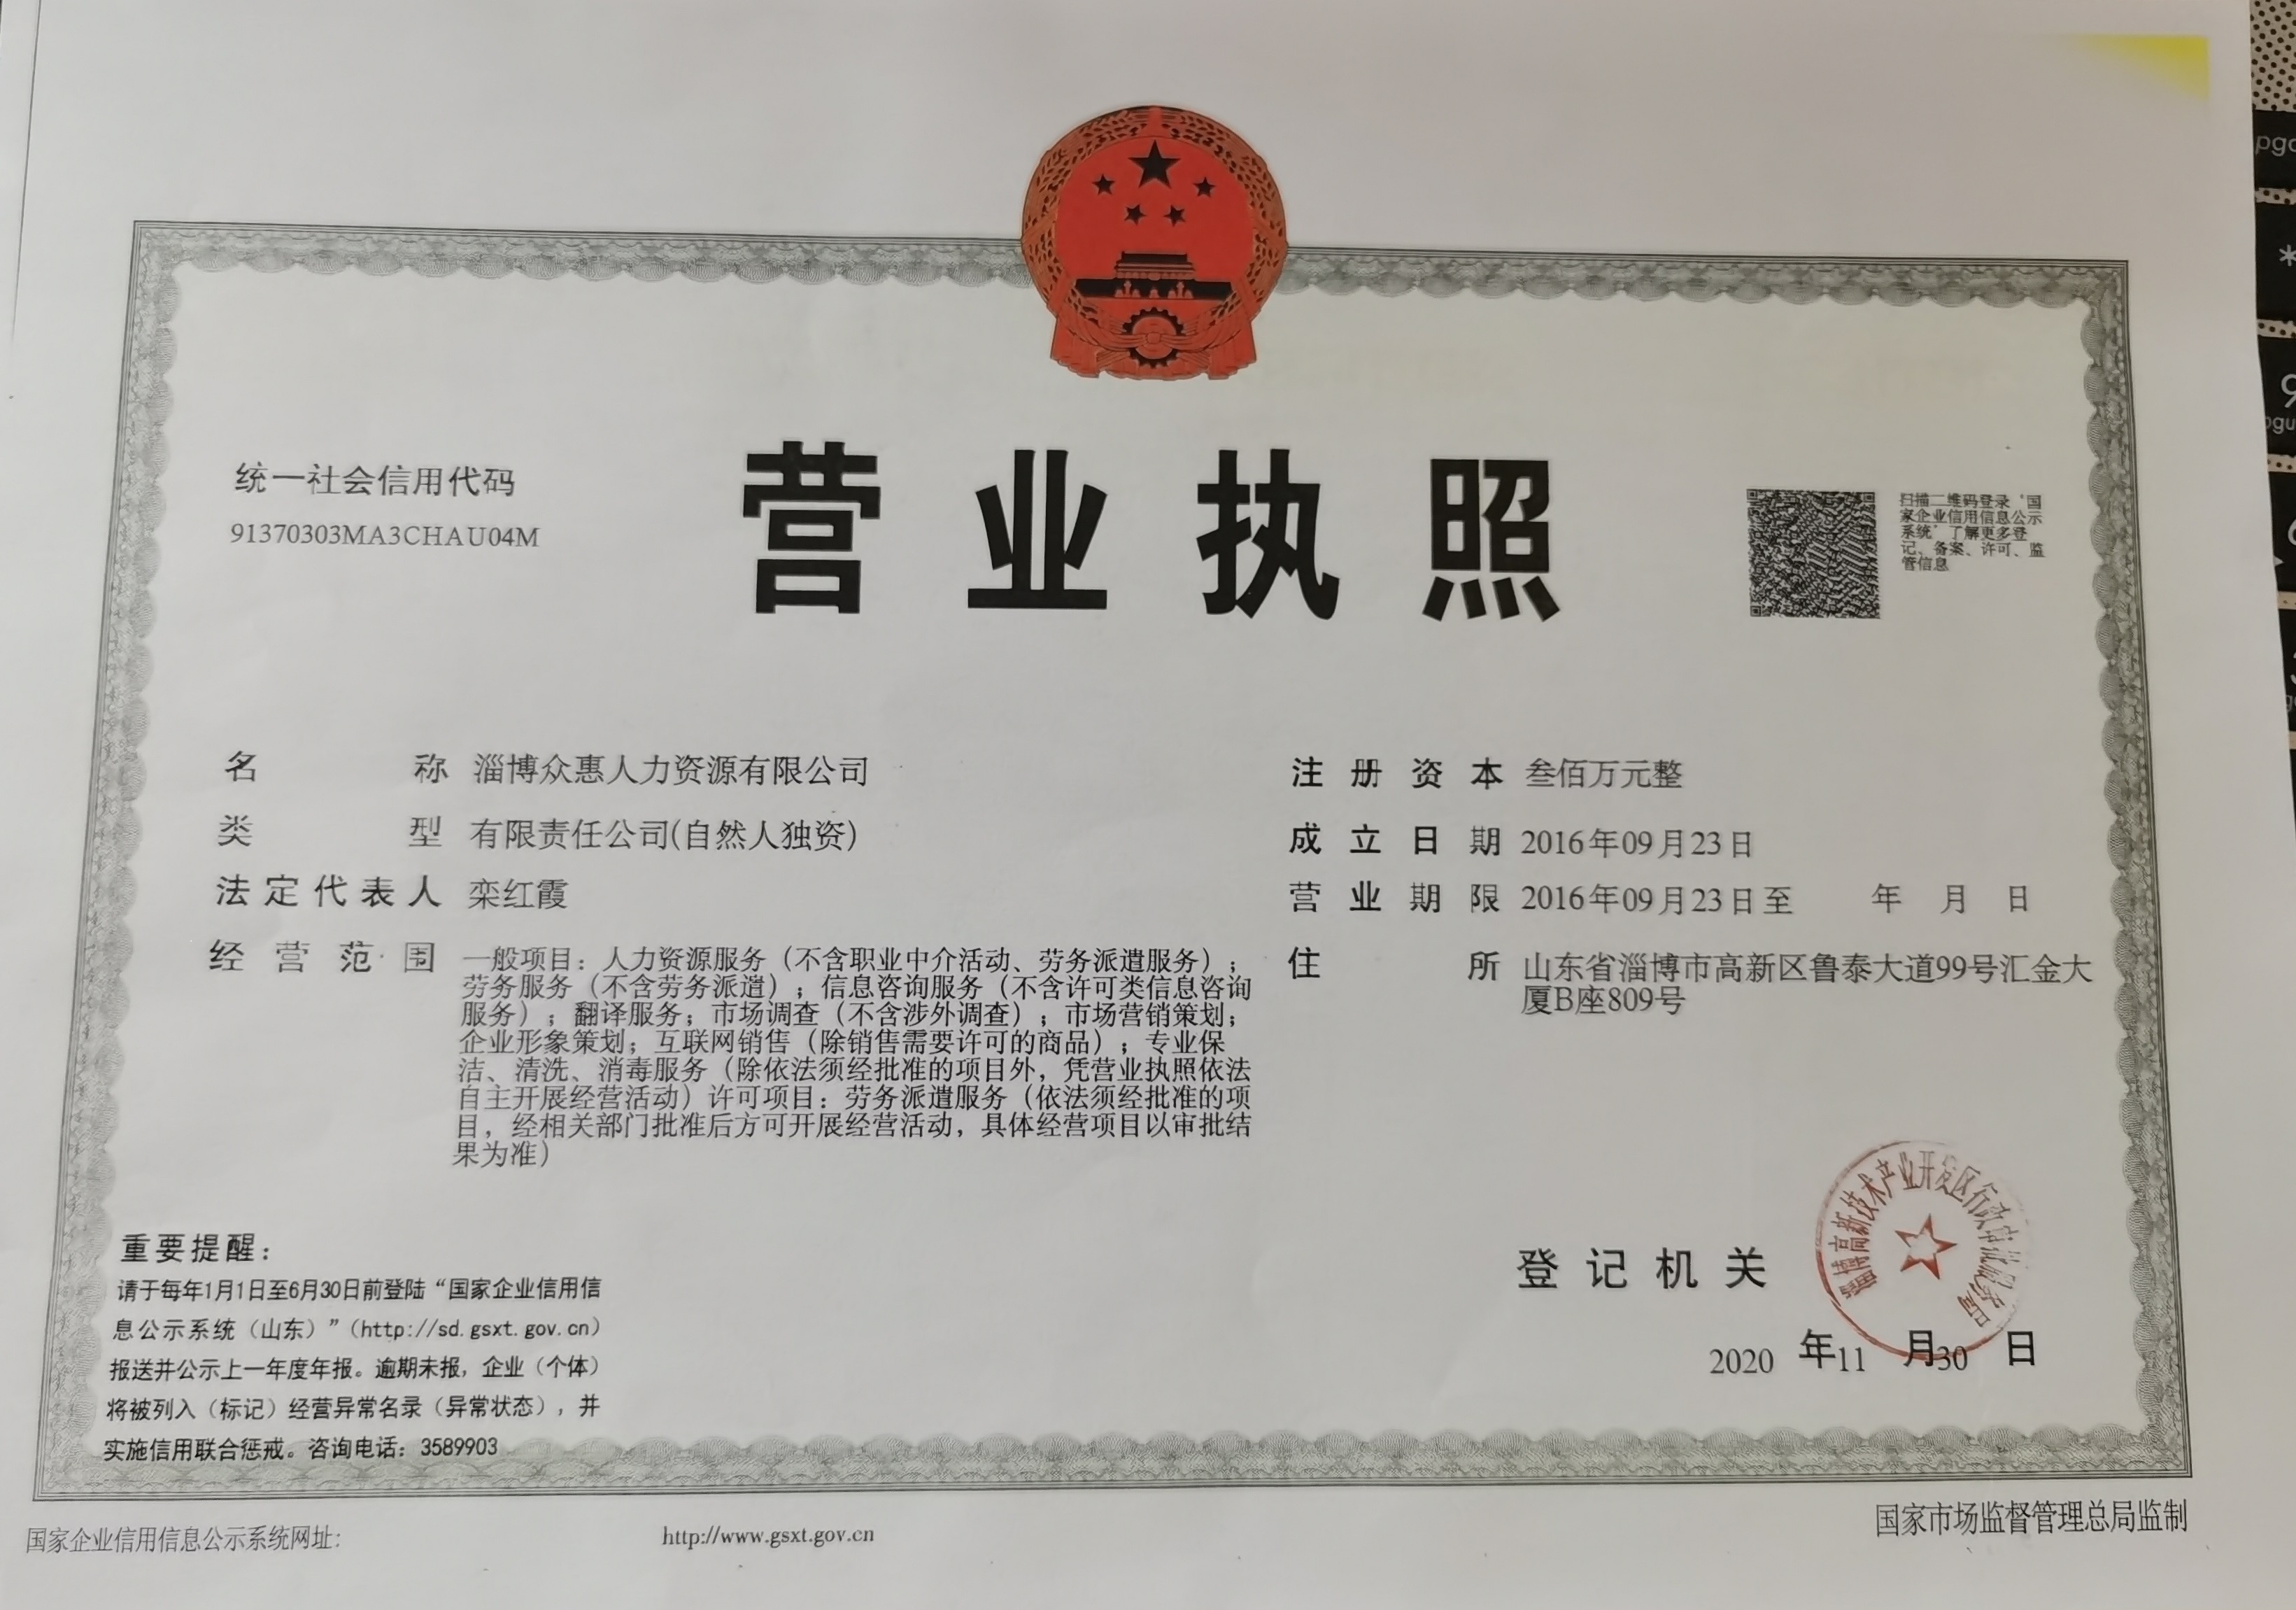 营业执照
统一社会信用代码
91370303MA3CHAU04M
扫描二维码登录‘国
家企业信用信息公示
系统’了解更多登
记、备案、许可、监
管信息
名称 淄博众惠人力资源有限公司
类型 有限责任公司(自然人独资)
法定代表人 栾红霞
经营范围 一般项目：人力资源服务（不含职业中介活动、劳务派遣服务）；
劳务服务（不含劳务派遣）；信息咨询服务（不含许可类信息咨询
服务）；翻译服务；市场调查（不含涉外调查）；市场营销策划；
企业形象策划；互联网销售（除销售需要许可的商品）；专业保
洁、清洗、消毒服务（除依法须经批准的项目外，凭营业执照依法
自主开展经营活动）许可项目：劳务派遣服务（依法须经批准的项
目，经相关部门批准后方可开展经营活动，具体经营项目以审批结
果为准）
注册资本 叁佰万元整
成立日期 2016年09月23日
营业期限 2016年09月23日至 年 月 日
住所 山东省淄博市高新区鲁泰大道99号汇金大
厦B座809号
重要提醒：
请于每年1月1日至6月30日前登陆“国家企业信用信
息公示系统（山东）”（http://sd.gsxt.gov.cn）
报送并公示上一年度年报。逾期未报，企业（个体）
将被列入（标记）经营异常名录（异常状态），并
实施信用联合惩戒。咨询电话：3589903
登记机关
淄博高新技术产业开发区行政审批服务局
2020 年11 月30 日
国家企业信用信息公示系统网址：
http://www.gsxt.gov.cn
国家市场监督管理总局监制